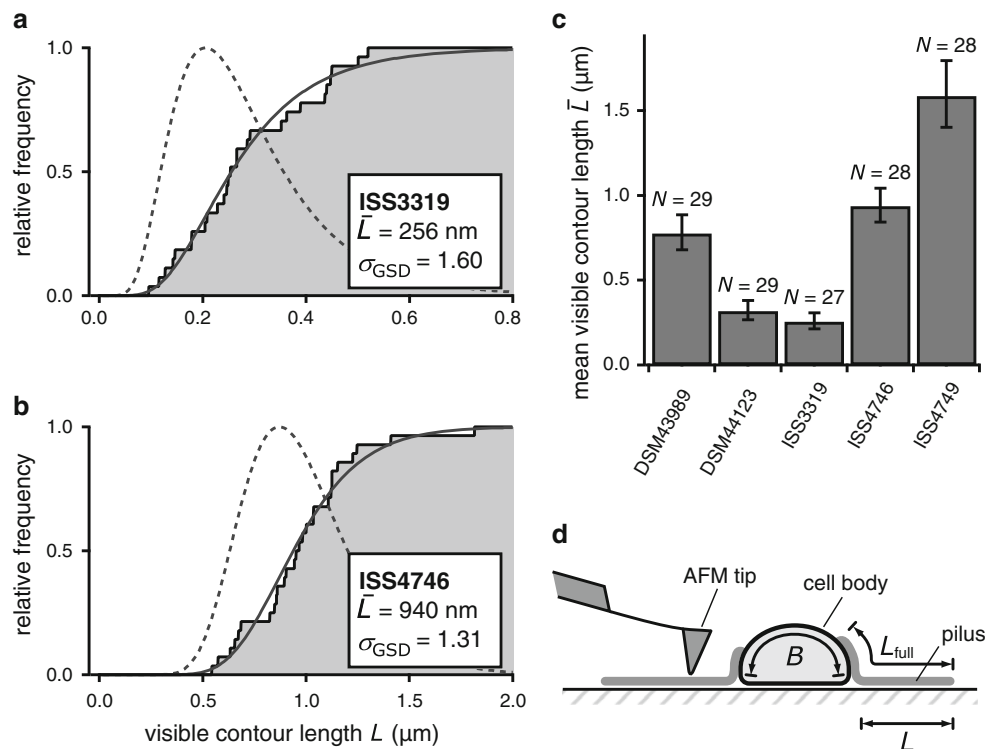 a
relative frequency
1.0
0.5
0.0
0.0 0.2 0.4 0.6 0.8
ISS3319
L̄ = 256 nm
σGSD = 1.60
b
relative frequency
1.0
0.5
0.0
0.0 0.5 1.0 1.5 2.0
ISS4746
L̄ = 940 nm
σGSD = 1.31
visible contour length L (μm)
c
mean visible contour length L̄ (μm)
1.5
1.0
0.5
0.0
N = 29
N = 29
N = 27
N = 28
N = 28
DSM43989
DSM44123
ISS3319
ISS4746
ISS4749
d
AFM tip
cell body
pilus
B
Lfull
L